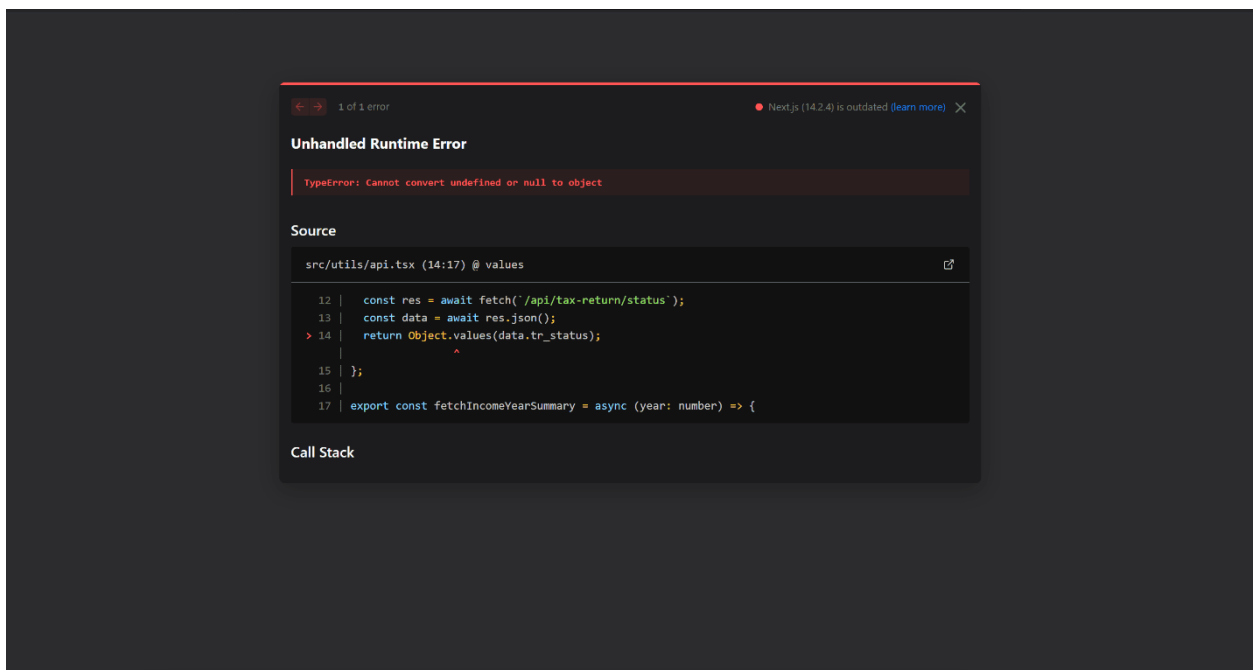 1 of 1 error
Next.js (14.2.4) is outdated (learn more)
Unhandled Runtime Error
TypeError: Cannot convert undefined or null to object
Source
src/utils/api.tsx (14:17) @ values
12 |   const res = await fetch(`/api/tax-return/status`);
13 |   const data = await res.json();
> 14 |   return Object.values(data.tr_status);
|                 ^
15 | };
16 |
17 | export const fetchIncomeYearSummary = async (year: number) => {
Call Stack